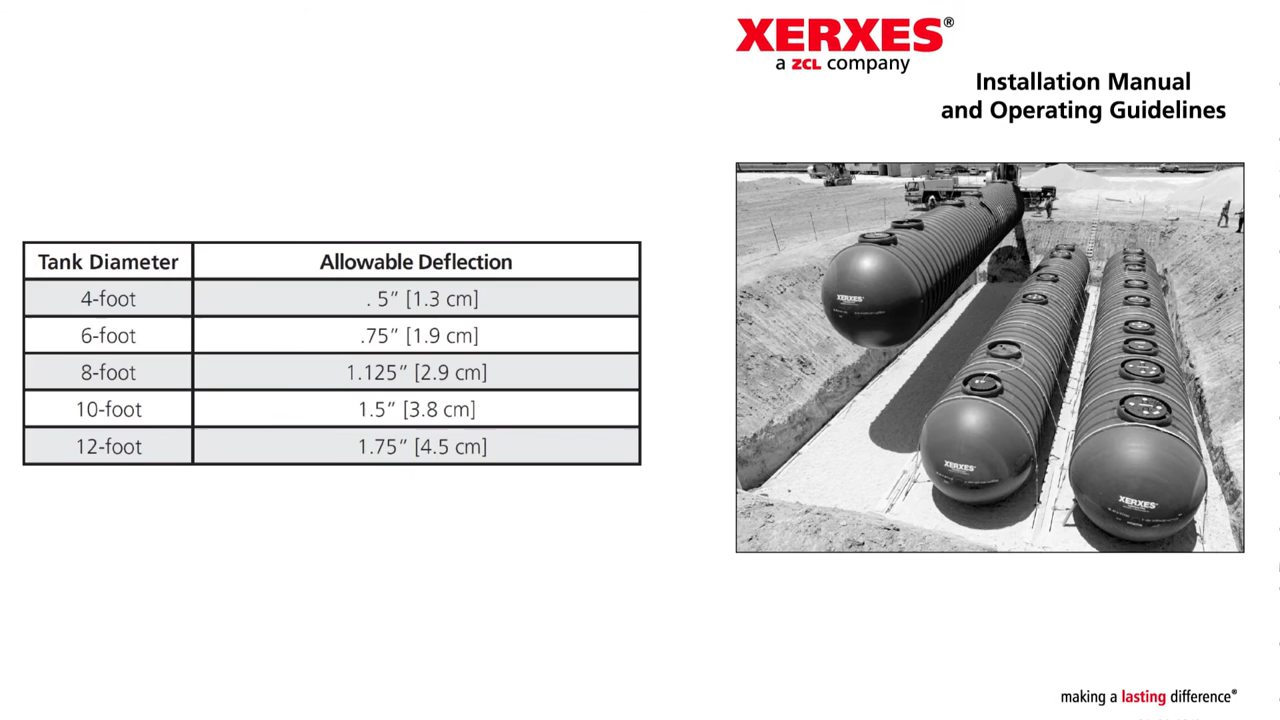 XERXES®
a ZCL company
Installation Manual
and Operating Guidelines
Tank Diameter Allowable Deflection
4-foot . 5” [1.3 cm]
6-foot .75” [1.9 cm]
8-foot 1.125” [2.9 cm]
10-foot 1.5” [3.8 cm]
12-foot 1.75” [4.5 cm]
XERXES
XERXES
XERXES
making a lasting difference®